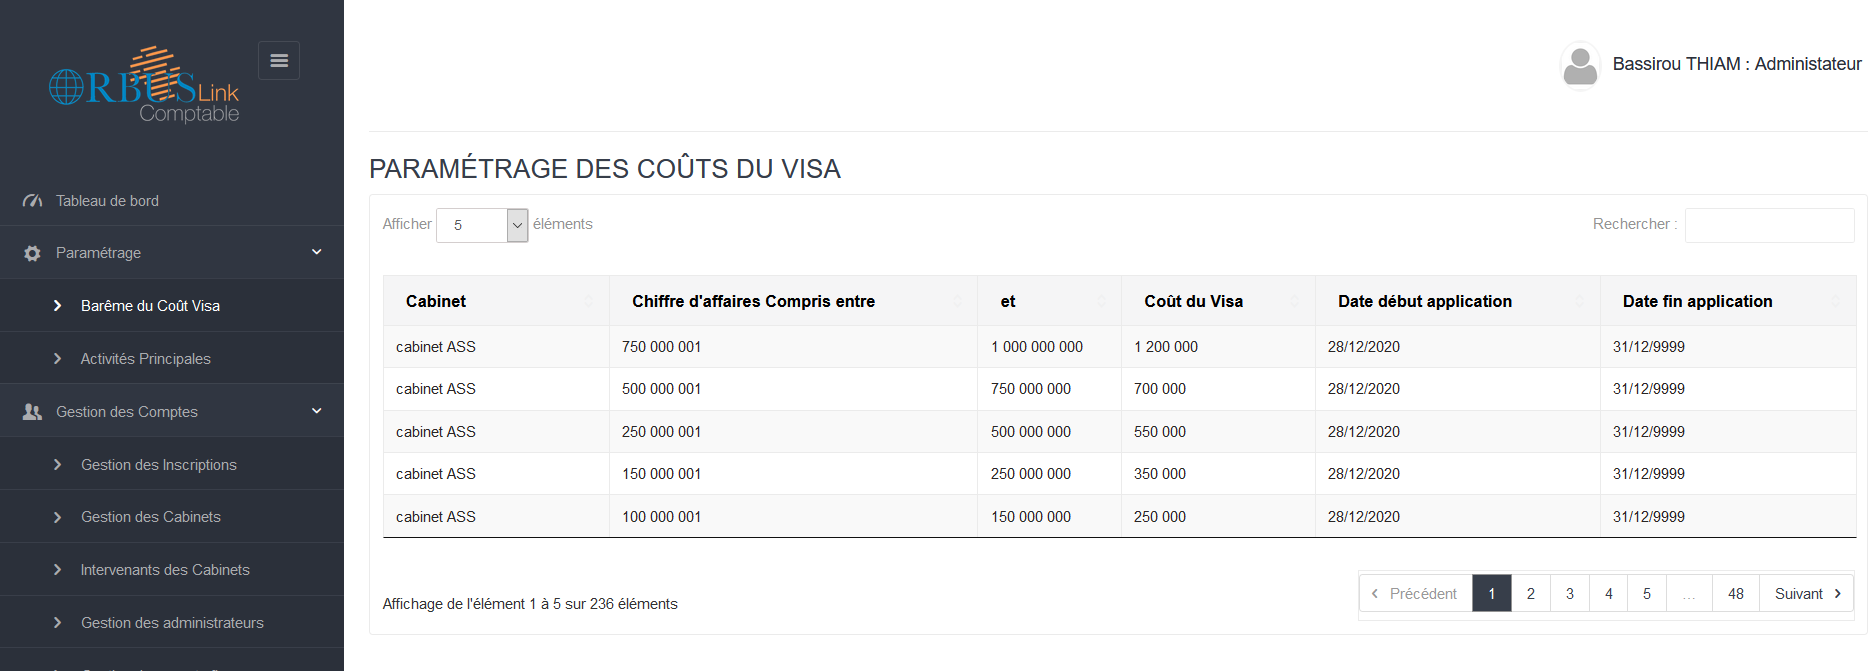 ORBUS Link
Comptable
Bassirou THIAM : Administateur
Tableau de bord
Paramétrage
Barême du Coût Visa
Activités Principales
Gestion des Comptes
Gestion des Inscriptions
Gestion des Cabinets
Intervenants des Cabinets
Gestion des administrateurs
PARAMÉTRAGE DES COÛTS DU VISA
Afficher 5 éléments
Rechercher :
Cabinet Chiffre d'affaires Compris entre et Coût du Visa Date début application Date fin application
cabinet ASS 750 000 001 1 000 000 000 1 200 000 28/12/2020 31/12/9999
cabinet ASS 500 000 001 750 000 000 700 000 28/12/2020 31/12/9999
cabinet ASS 250 000 001 500 000 000 550 000 28/12/2020 31/12/9999
cabinet ASS 150 000 001 250 000 000 350 000 28/12/2020 31/12/9999
cabinet ASS 100 000 001 150 000 000 250 000 28/12/2020 31/12/9999
Affichage de l'élément 1 à 5 sur 236 éléments
Précédent 1 2 3 4 5 ... 48 Suivant